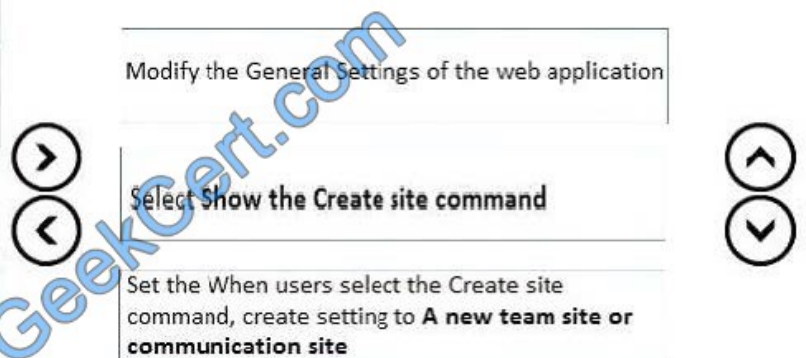 Modify the General Settings of the web application
Select Show the Create site command
Set the When users select the Create site
command, create setting to A new team site or
communication site
GeekCert.com